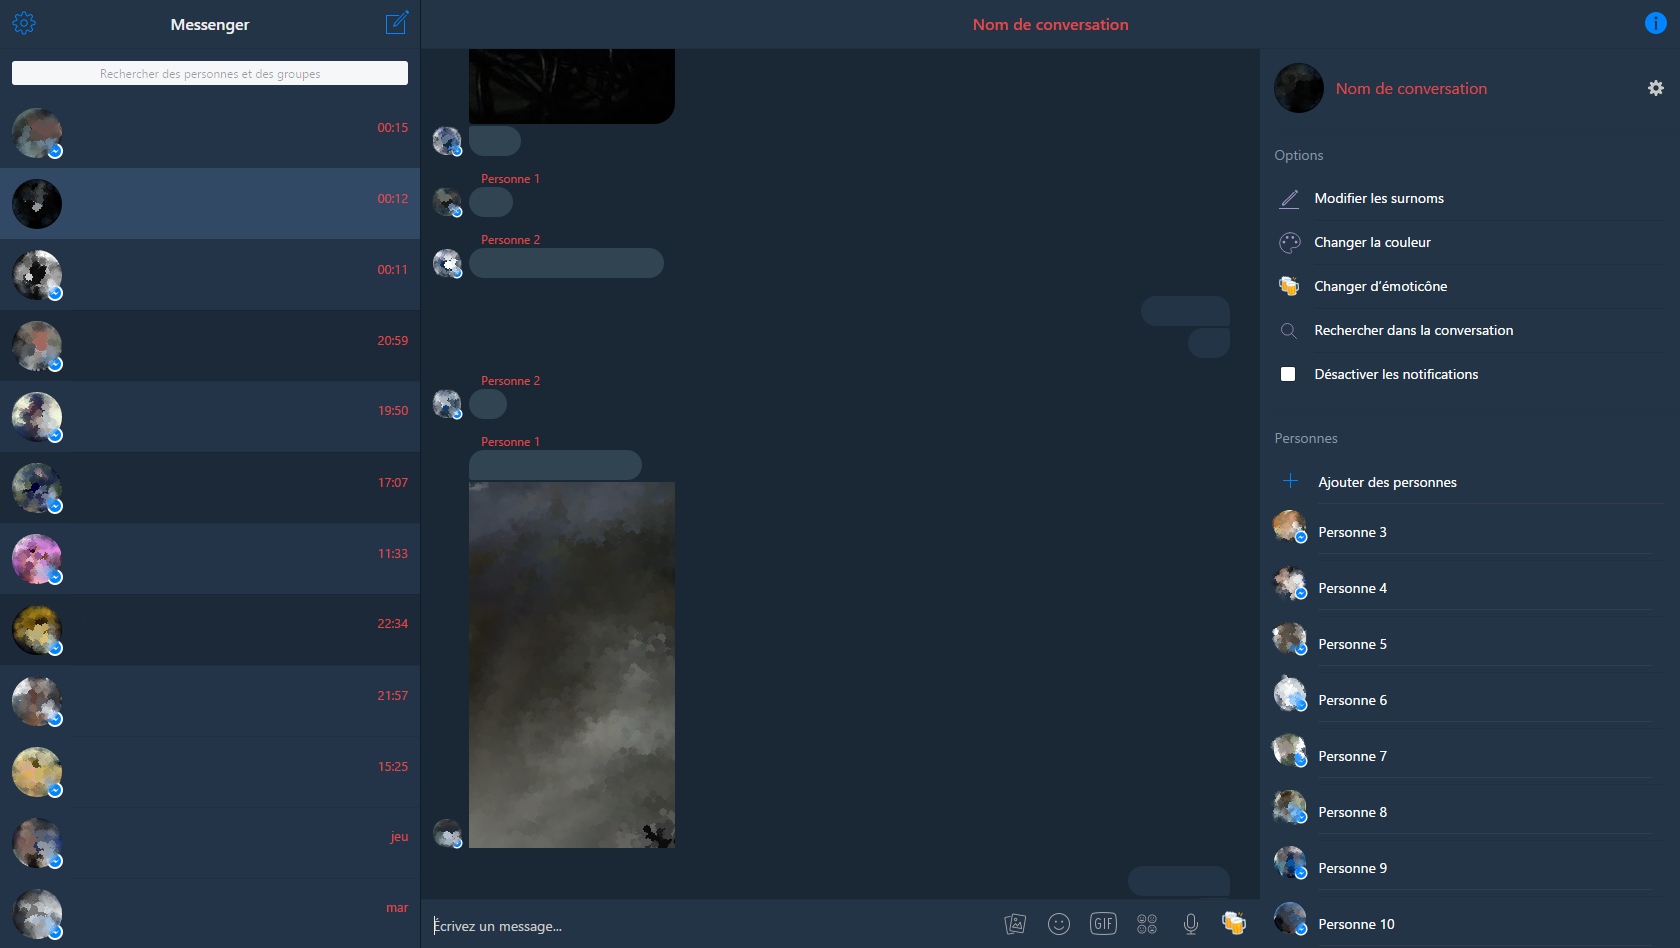 Messenger
Nom de conversation
Rechercher des personnes et des groupes
00:15
00:12
00:11
20:59
19:50
17:07
11:33
22:34
21:57
15:25
jeu
mar
Personne 1
Personne 2
Personne 2
Personne 1
Écrivez un message...
GIF
Nom de conversation
Options
Modifier les surnoms
Changer la couleur
Changer d'émoticône
Rechercher dans la conversation
Désactiver les notifications
Personnes
Ajouter des personnes
Personne 3
Personne 4
Personne 5
Personne 6
Personne 7
Personne 8
Personne 9
Personne 10